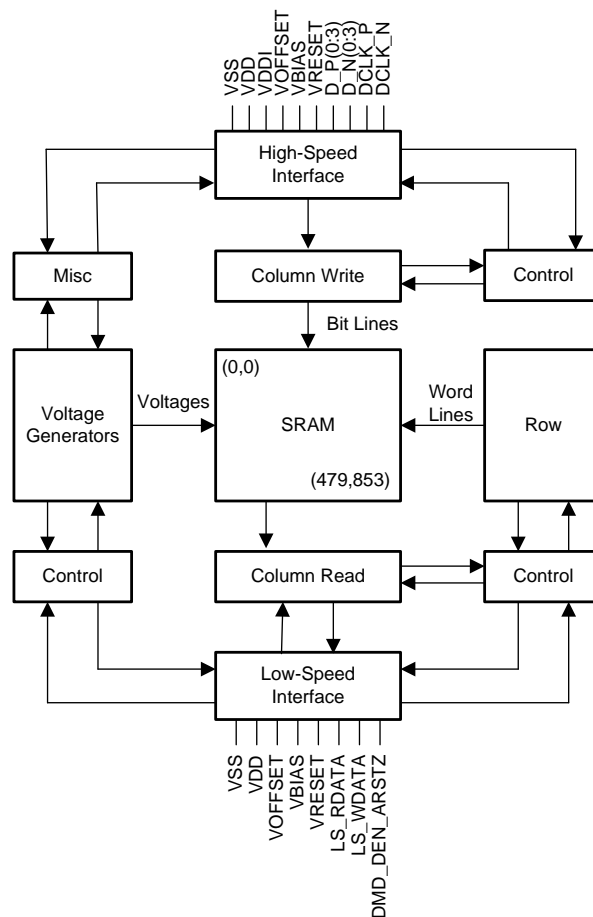 VSS
VDD
VDDI
VOFFSET
VBIAS
VRESET
D_P(0:3)
D_N(0:3)
DCLK_P
DCLK_N
High-Speed
Interface
Misc
Column Write
Control
Bit Lines
(0,0)
Voltage
Generators
Voltages
SRAM
Word
Lines
Row
(479,853)
Control
Column Read
Control
Low-Speed
Interface
VSS
VDD
VOFFSET
VBIAS
VRESET
LS_RDATA
LS_WDATA
DMD_DEN_ARSTZ